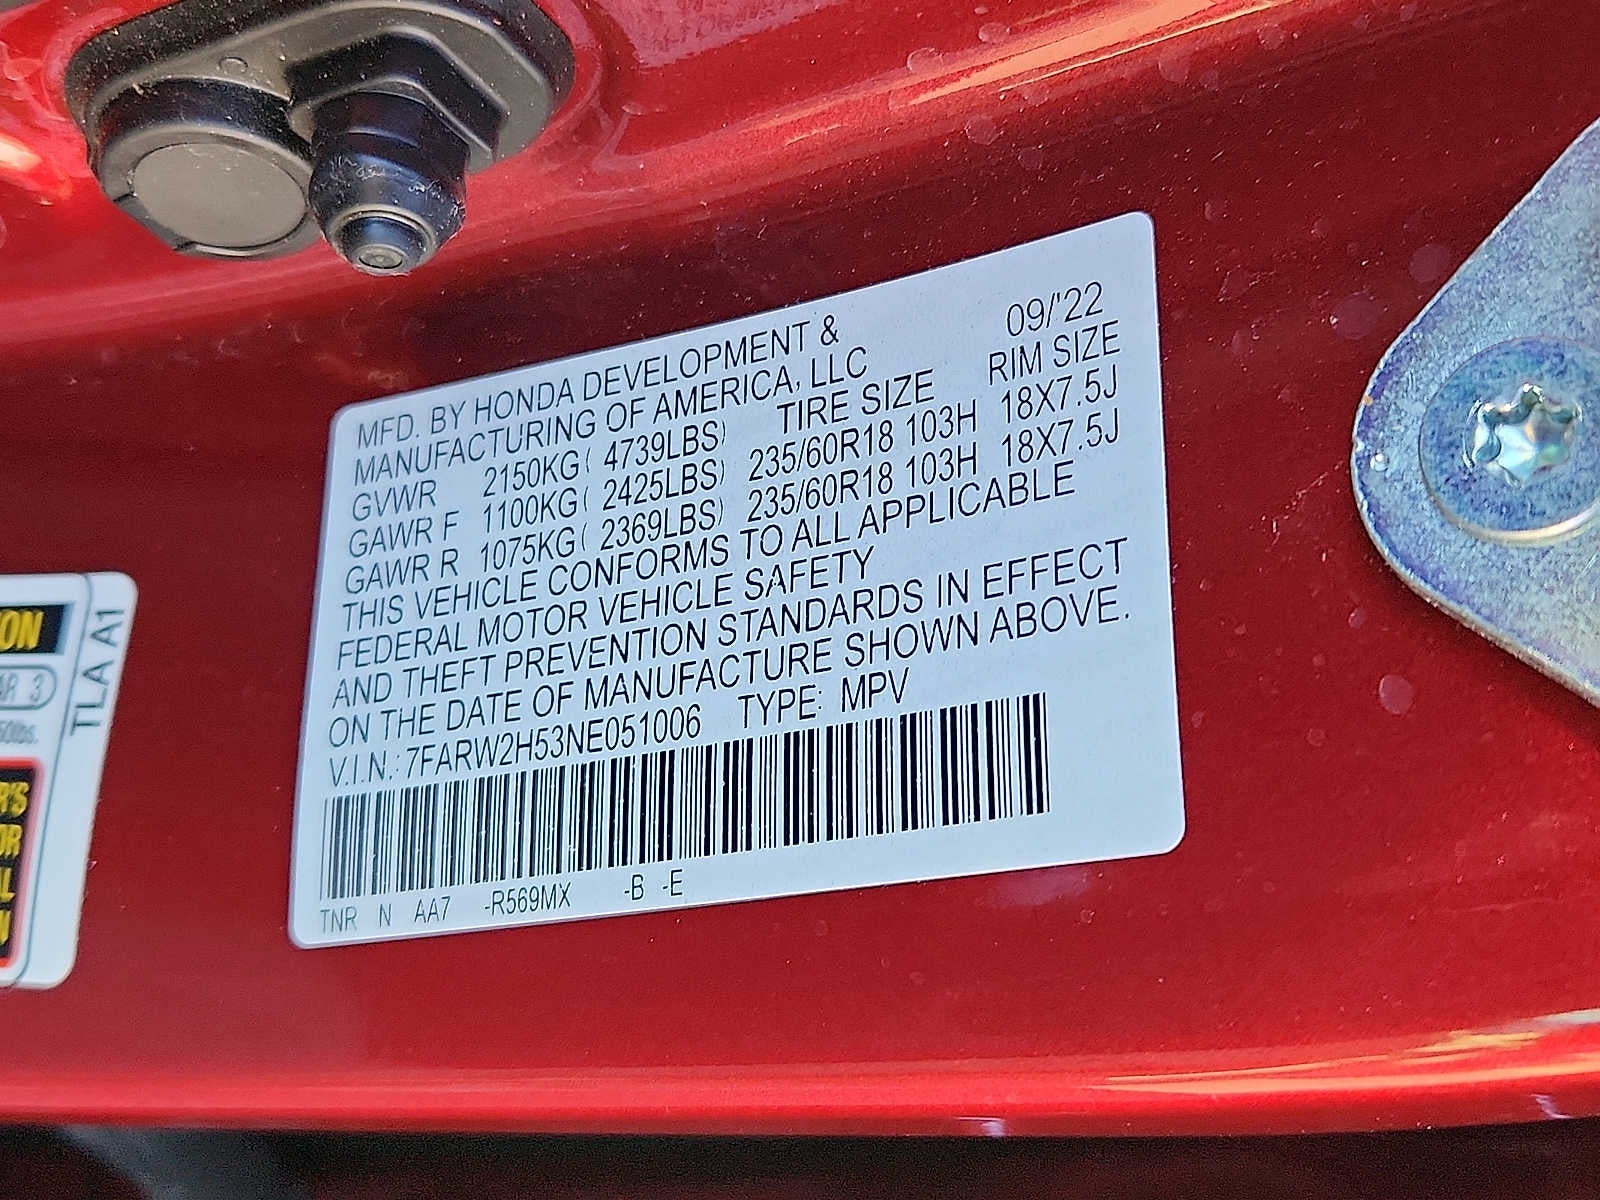 MFD. BY HONDA DEVELOPMENT & 09/'22
MANUFACTURING OF AMERICA, LLC RIM SIZE
GVWR 2150KG( 4739LBS) TIRE SIZE
GAWR F 1100KG( 2425LBS) 235/60R18 103H 18X7.5J
GAWR R 1075KG( 2369LBS) 235/60R18 103H 18X7.5J
THIS VEHICLE CONFORMS TO ALL APPLICABLE
FEDERAL MOTOR VEHICLE SAFETY
AND THEFT PREVENTION STANDARDS IN EFFECT
ON THE DATE OF MANUFACTURE SHOWN ABOVE.
V.I.N.: 7FARW2H53NE051006 TYPE: MPV
TNR N AA7 -R569MX -B -E
TLA A1
3